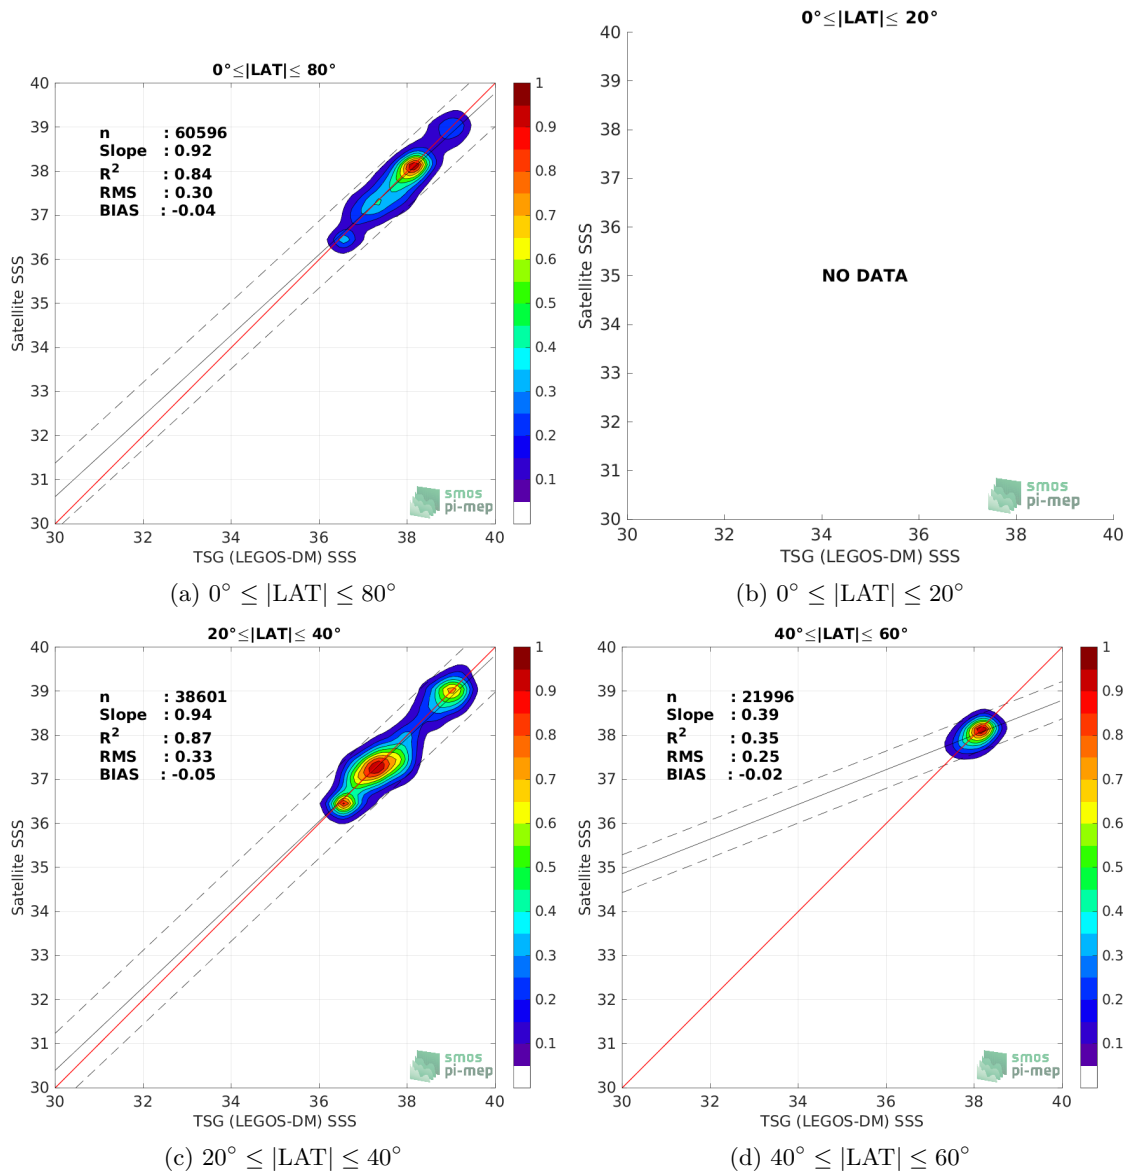 0°≤|LAT|≤ 80°
40
39
38
37
36
35
34
33
32
31
30
Satellite SSS
n : 60596
Slope : 0.92
R² : 0.84
RMS : 0.30
BIAS : -0.04
smos
pi-mep
30 32 34 36 38 40
TSG (LEGOS-DM) SSS
1
0.9
0.8
0.7
0.6
0.5
0.4
0.3
0.2
0.1
(a) 0° ≤ |LAT| ≤ 80°
0°≤|LAT|≤ 20°
40
39
38
37
36
35
34
33
32
31
30
Satellite SSS
NO DATA
smos
pi-mep
30 32 34 36 38 40
TSG (LEGOS-DM) SSS
(b) 0° ≤ |LAT| ≤ 20°
20°≤|LAT|≤ 40°
40
39
38
37
36
35
34
33
32
31
30
Satellite SSS
n : 38601
Slope : 0.94
R² : 0.87
RMS : 0.33
BIAS : -0.05
smos
pi-mep
30 32 34 36 38 40
TSG (LEGOS-DM) SSS
1
0.9
0.8
0.7
0.6
0.5
0.4
0.3
0.2
0.1
(c) 20° ≤ |LAT| ≤ 40°
40°≤|LAT|≤ 60°
40
39
38
37
36
35
34
33
32
31
30
Satellite SSS
n : 21996
Slope : 0.39
R² : 0.35
RMS : 0.25
BIAS : -0.02
smos
pi-mep
30 32 34 36 38 40
TSG (LEGOS-DM) SSS
1
0.9
0.8
0.7
0.6
0.5
0.4
0.3
0.2
0.1
(d) 40° ≤ |LAT| ≤ 60°